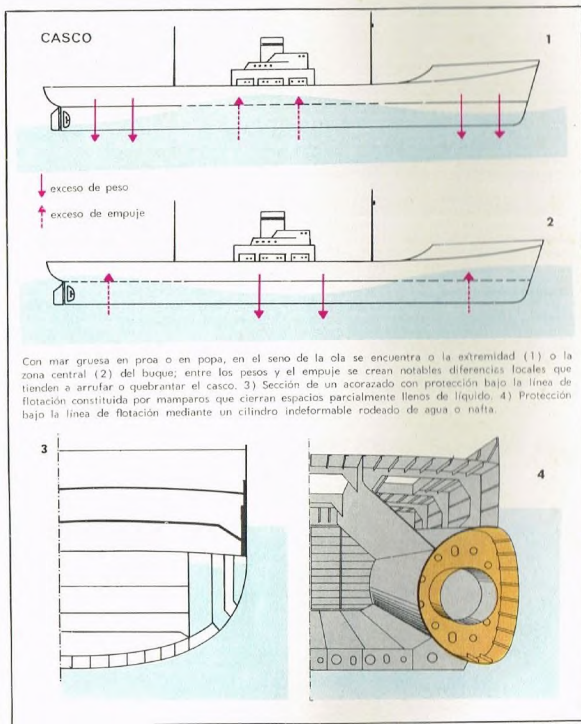 CASCO
1
exceso de peso
exceso de empuje
2
Con mar gruesa en proa o en popa, en el seno de la ola se encuentra o la extremidad (1) o la
zona central (2) del buque; entre los pesos y el empuje se crean notables diferencias locales que
tienden a arrufar o quebrantar el casco. 3) Sección de un acorazado con protección bajo la línea de
flotación constituida por mamparos que cierran espacios parcialmente llenos de líquido. 4) Protección
bajo la línea de flotación mediante un cilindro indeformable rodeado de agua o nafta.
3
4